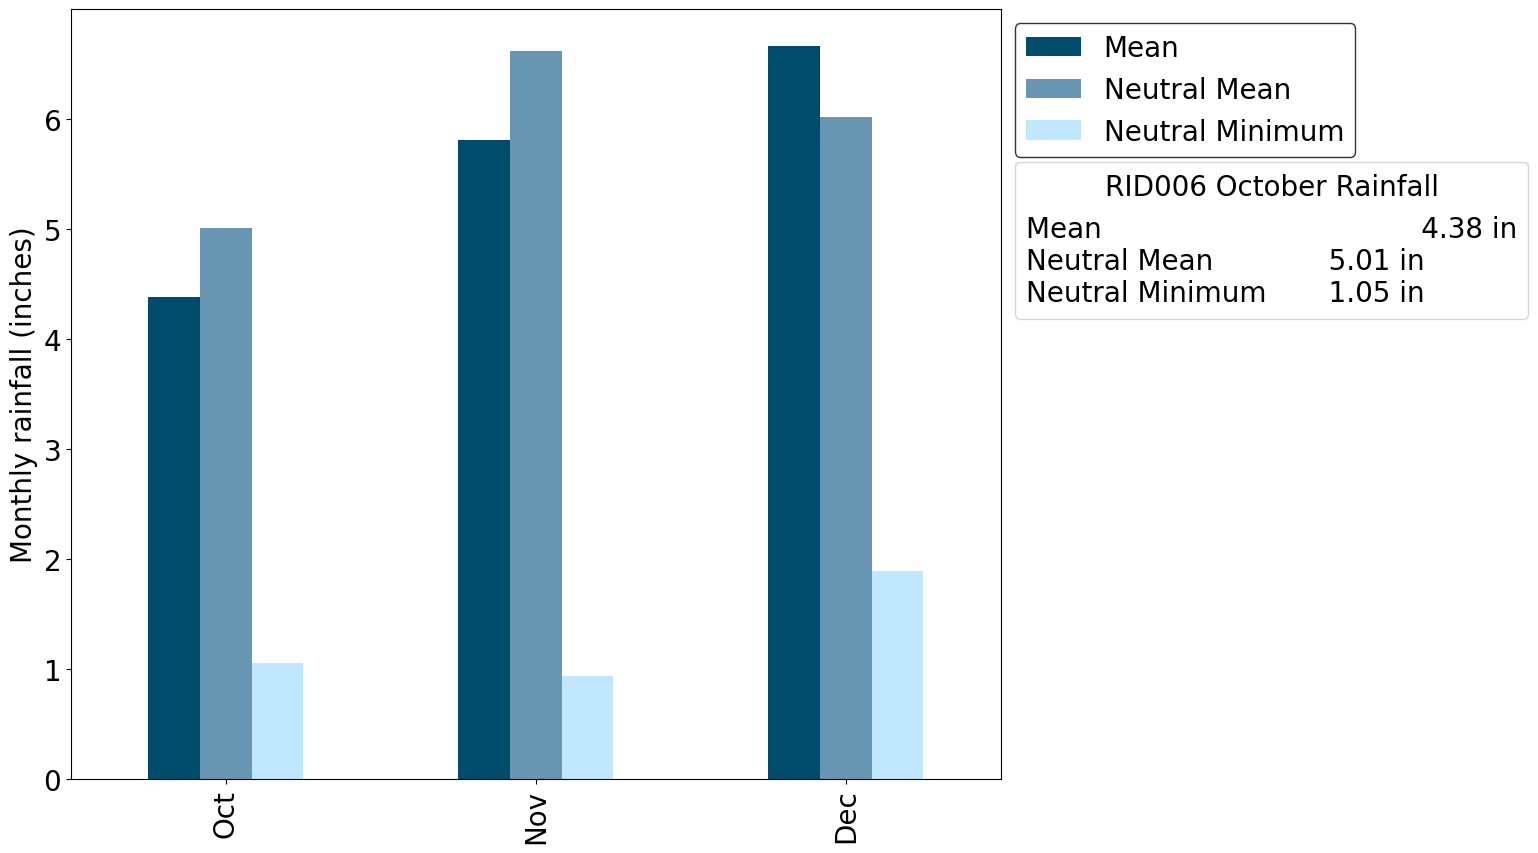 Mean
Neutral Mean
Neutral Minimum
RID006 October Rainfall
Mean 4.38 in
Neutral Mean 5.01 in
Neutral Minimum 1.05 in
Monthly rainfall (inches)
6
5
4
3
2
1
0
Oct
Nov
Dec